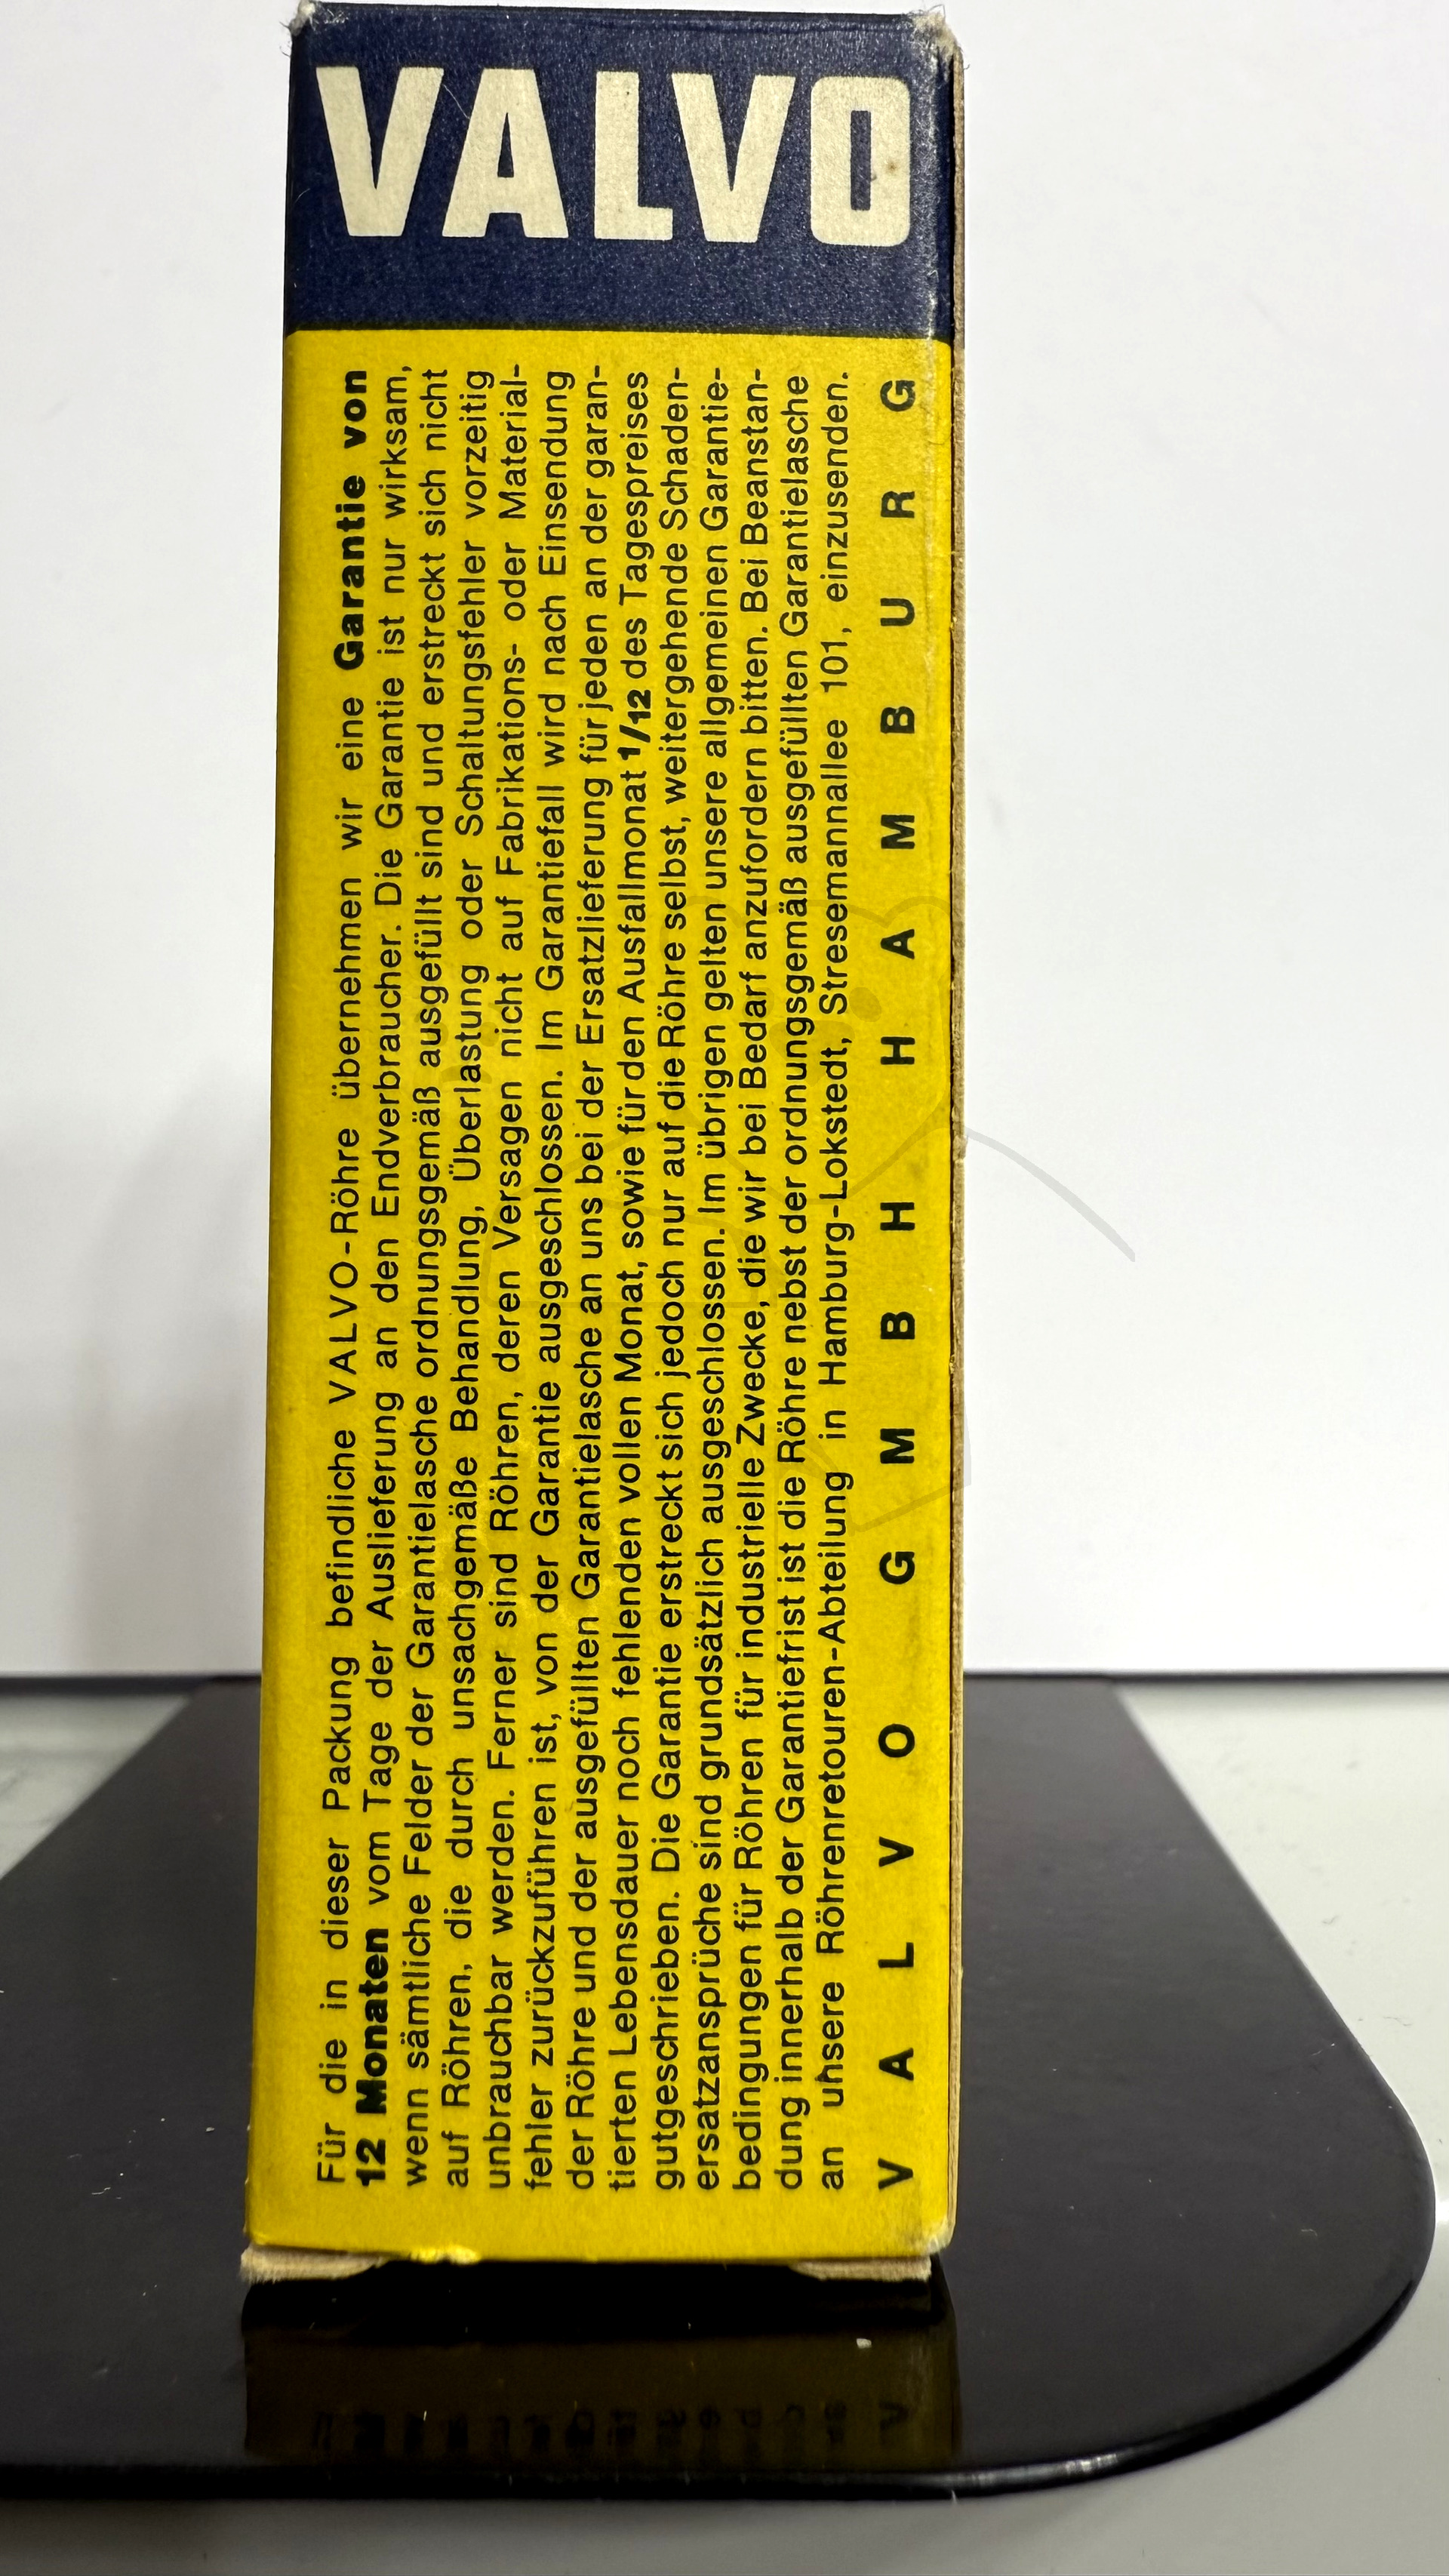 VALVO
Für die in dieser Packung befindliche VALVO-Röhre übernehmen wir eine Garantie von
12 Monaten vom Tage der Auslieferung an den Endverbraucher. Die Garantie ist nur wirksam,
wenn sämtliche Felder der Garantielasche ordnungsgemäß ausgefüllt sind und erstreckt sich nicht
auf Röhren, die durch unsachgemäße Behandlung, Überlastung oder Schaltungsfehler vorzeitig
unbrauchbar werden. Ferner sind Röhren, deren Versagen nicht auf Fabrikations- oder Material-
fehler zurückzuführen ist, von der Garantie ausgeschlossen. Im Garantiefall wird nach Einsendung
der Röhre und der ausgefüllten Garantielasche an uns bei der Ersatzlieferung für jeden an der garan-
tierten Lebensdauer noch fehlenden vollen Monat, sowie für den Ausfallmonat 1/12 des Tagespreises
gutgeschrieben. Die Garantie erstreckt sich jedoch nur auf die Röhre selbst, weitergehende Schaden-
ersatzansprüche sind grundsätzlich ausgeschlossen. Im übrigen gelten unsere allgemeinen Garantie-
bedingungen für Röhren für industrielle Zwecke, die wir bei Bedarf anzufordern bitten. Bei Beanstan-
dung innerhalb der Garantiefrist ist die Röhre nebst der ordnungsgemäß ausgefüllten Garantielasche
an unsere Röhrenretouren-Abteilung in Hamburg-Lokstedt, Stresemannallee 101, einzusenden.
VALVO GMBH HAMBURG